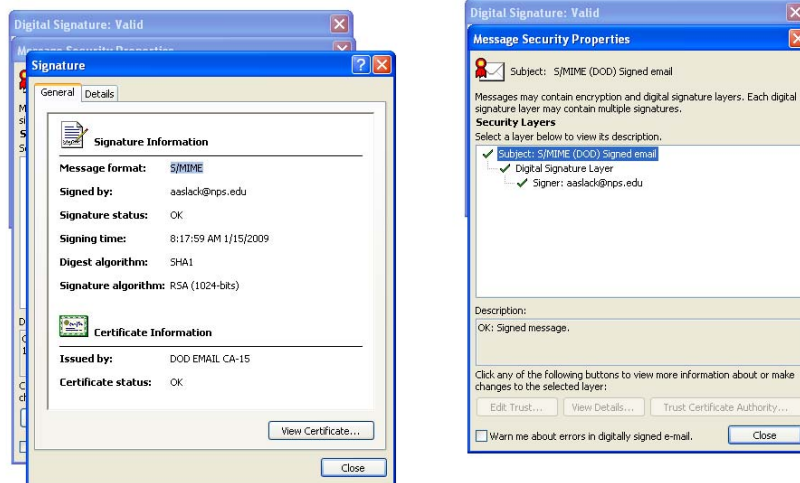 Digital Signature: Valid
Signature
General Details
Signature Information
Message format: S/MIME
Signed by: aaslack@nps.edu
Signature status: OK
Signing time: 8:17:59 AM 1/15/2009
Digest algorithm: SHA1
Signature algorithm: RSA (1024-bits)
Certificate Information
Issued by: DOD EMAIL CA-15
Certificate status: OK
View Certificate...
Close
Digital Signature: Valid
Message Security Properties
Subject: S/MIME (DOD) Signed email
Messages may contain encryption and digital signature layers. Each digital
signature layer may contain multiple signatures.
Security Layers
Select a layer below to view its description.
Subject: S/MIME (DOD) Signed email
Digital Signature Layer
Signer: aaslack@nps.edu
Description:
OK: Signed message.
Click any of the following buttons to view more information about or make
changes to the selected layer:
Edit Trust... View Details... Trust Certificate Authority...
Warn me about errors in digitally signed e-mail. Close